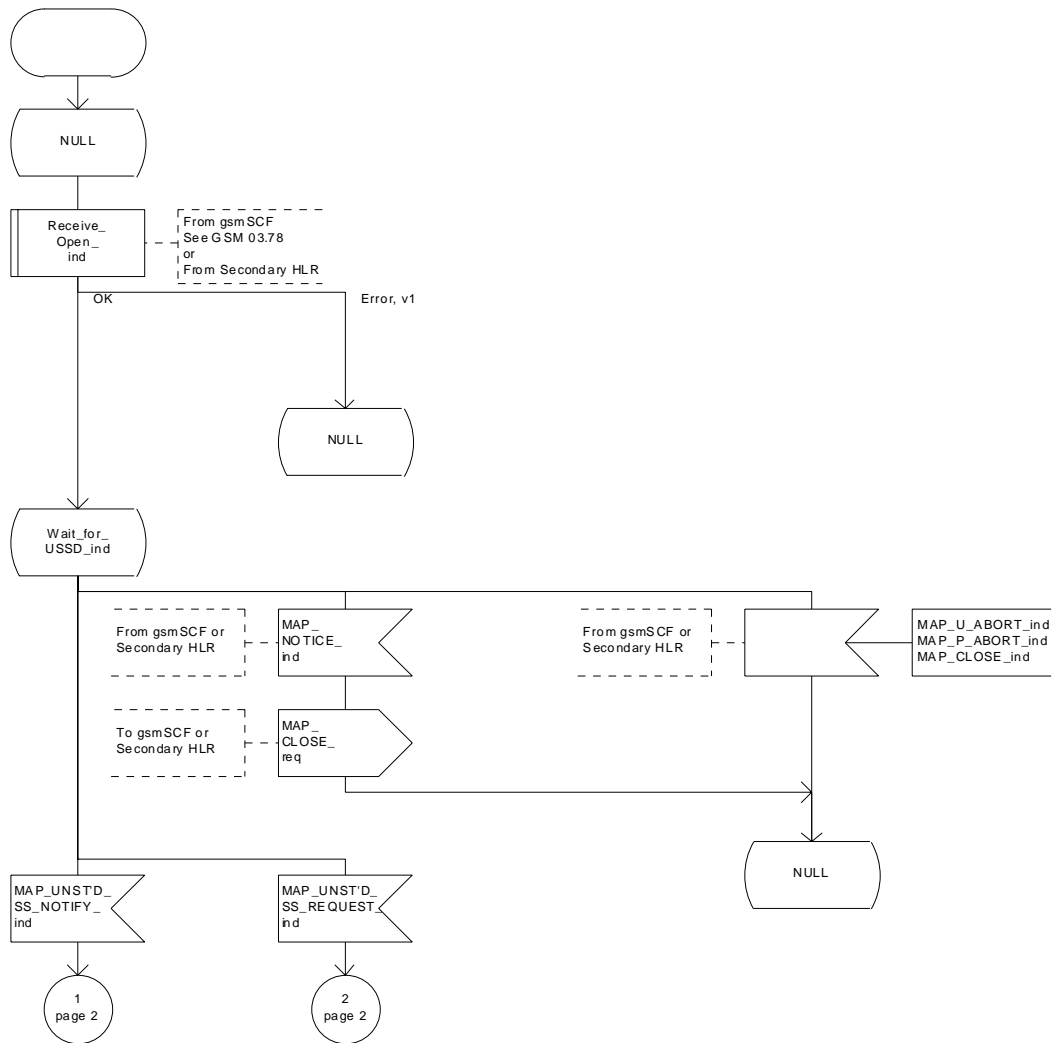 NULL
Receive_
Open_
ind
From gsmSCF
See GSM 03.78
or
From Secondary HLR
OK
Error, v1
NULL
Wait_for_
USSD_ind
From gsmSCF or
Secondary HLR
MAP_
NOTICE_
ind
From gsmSCF or
Secondary HLR
MAP_U_ABORT_ind
MAP_P_ABORT_ind
MAP_CLOSE_ind
To gsmSCF or
Secondary HLR
MAP_
CLOSE_
req
NULL
MAP_UNST'D_
SS_NOTIFY_
ind
MAP_UNST'D_
SS_REQUEST_
ind
1
page 2
2
page 2